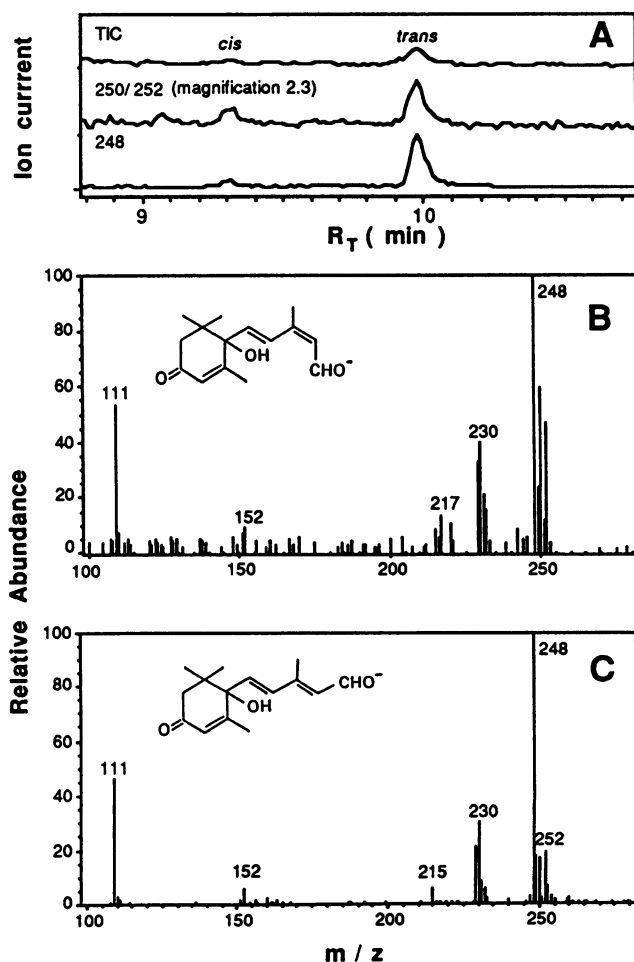 TIC
cis
trans
A
250/252 (magnification 2.3)
248
Ion currrent
9
10
R_T ( min )
B
100
80
60
40
20
0
248
111
152
217
230
OH
O
CHO⁻
100
150
200
250
Relative Abundance
C
100
80
60
40
20
0
248
111
152
215
230
252
OH
O
CHO⁻
100
150
200
250
m / z